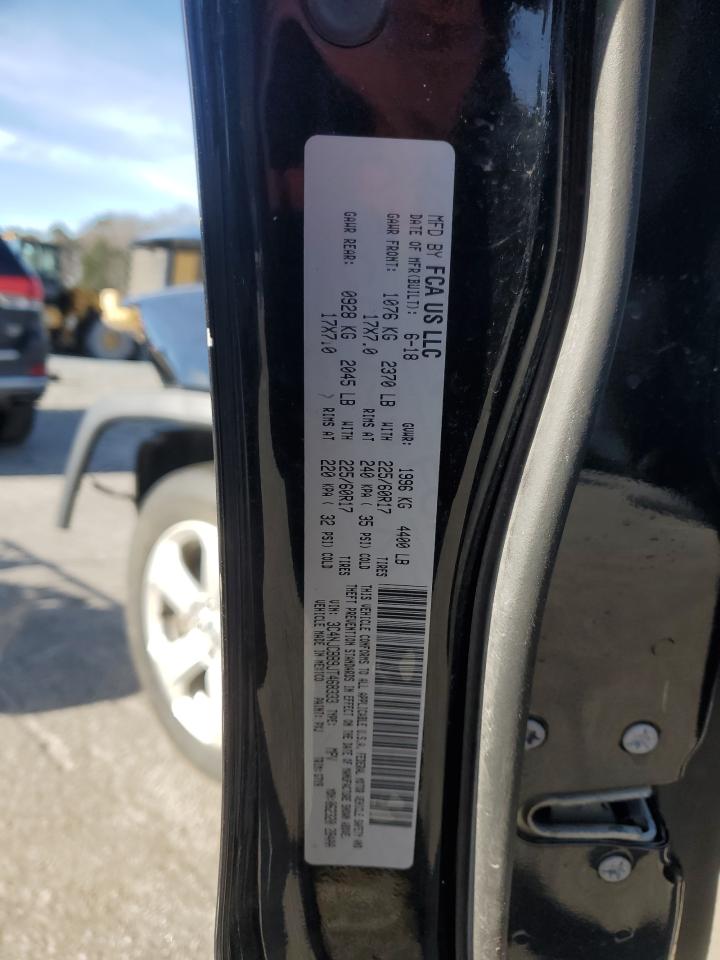 MFD BY FCA US LLC
DATE OF MFR(BUILT): 6-18 GVWR: 1996 KG 4400 LB
GAWR FRONT: 1076 KG 2370 LB WITH 225/60R17 TIRES
17X7.0 RIMS AT 240 KPA( 35 PSI) COLD
GAWR REAR: 0928 KG 2045 LB WITH 225/60R17 TIRES
17X7.0 RIMS AT 220 KPA( 32 PSI) COLD
THIS VEHICLE CONFORMS TO ALL APPLICABLE U.S.A. FEDERAL MOTOR VEHICLE SAFETY AND
THEFT PREVENTION STANDARDS IN EFFECT ON THE DATE OF MANUFACTURE SHOWN ABOVE.
VIN: TYPE: MPV
VEHICLE MADE IN MEXICO PAINT: PXJ TRIM: